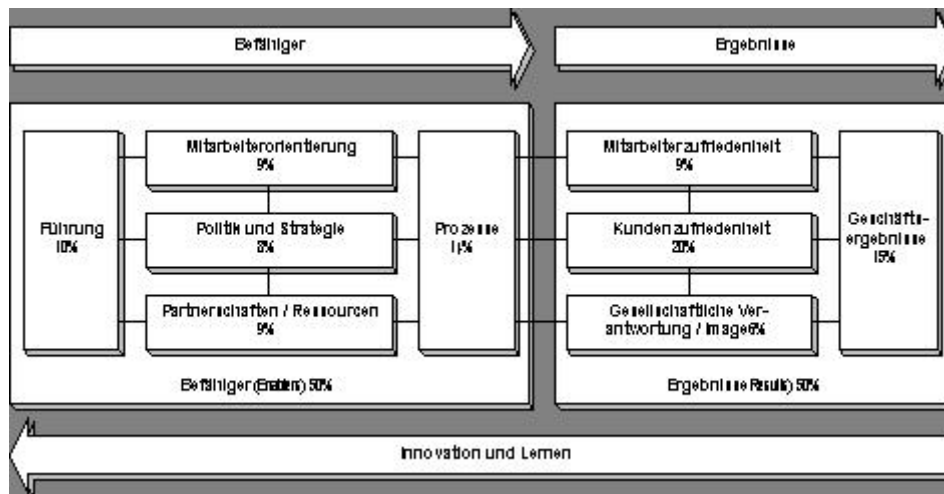 Befähiger
Ergebnisse
Mitarbeiterorientierung
9%
Mitarbeiterzufriedenheit
9%
Führung
10%
Politik und Strategie
8%
Prozesse
14%
Kundenzufriedenheit
20%
Geschäfts-
ergebnisse
15%
Partnerschaften / Ressourcen
9%
Gesellschaftliche Ver-
antwortung / Image 6%
Befähiger (Enablers) 50%
Ergebnisse Results) 50%
Innovation und Lernen